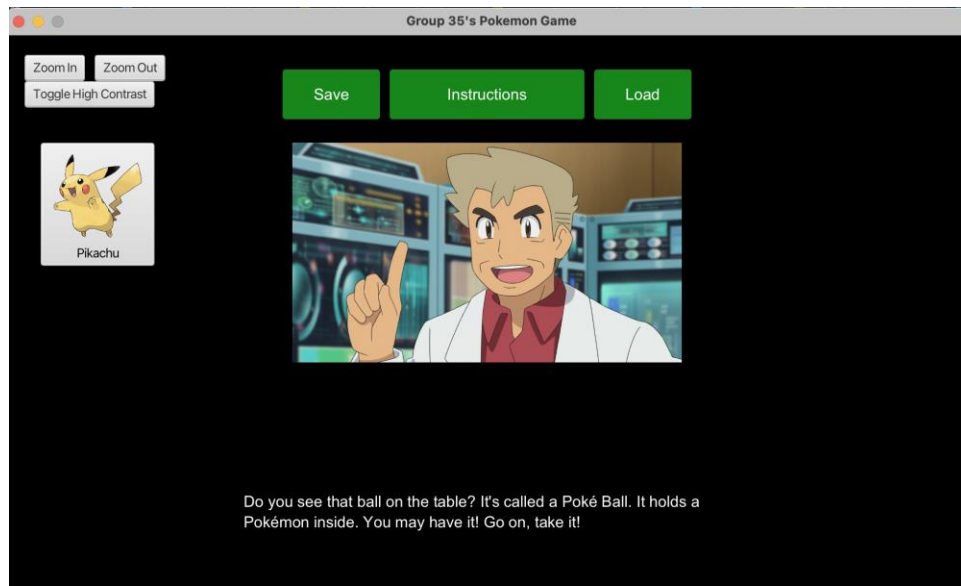 Group 35's Pokemon Game
Zoom In
Zoom Out
Toggle High Contrast
Save
Instructions
Load
Pikachu
Do you see that ball on the table? It's called a Poké Ball. It holds a
Pokémon inside. You may have it! Go on, take it!